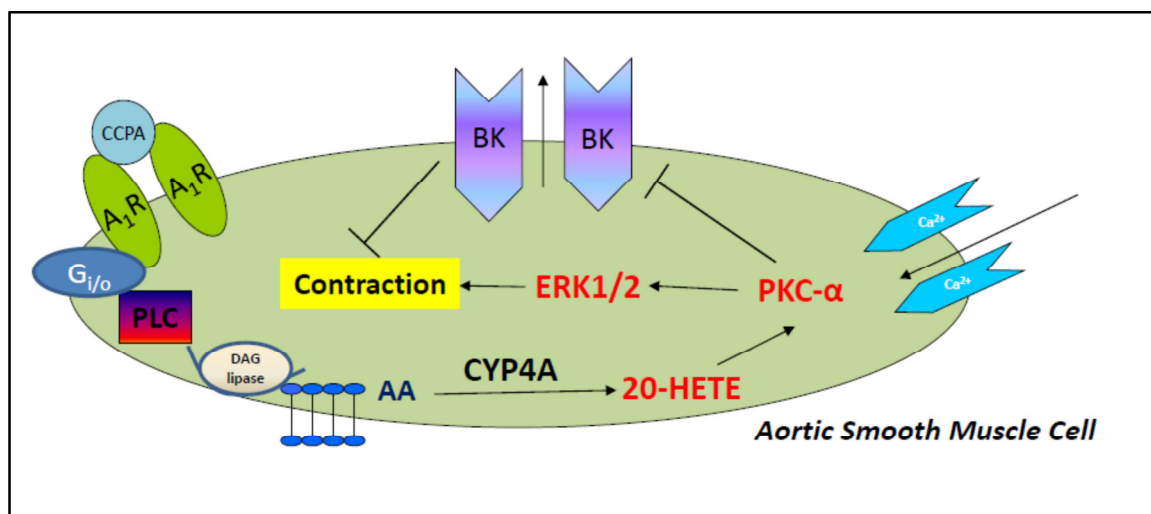 BK
BK
CCPA
A₁R
A₁R
Ca²⁺
G i/o
Contraction
ERK1/2
PKC-α
Ca²⁺
PLC
DAG
lipase
AA
CYP4A
20-HETE
Aortic Smooth Muscle Cell